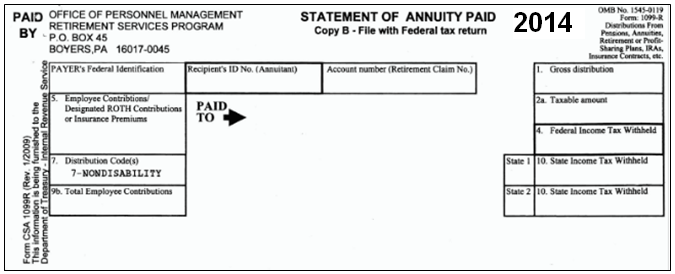 PAID BY
OFFICE OF PERSONNEL MANAGEMENT
RETIREMENT SERVICES PROGRAM
P.O. BOX 45
BOYERS,PA 16017-0045
STATEMENT OF ANNUITY PAID
Copy B - File with Federal tax return
2014
OMB No. 1545-0119
Form: 1099-R
Distributions From
Pensions, Annuities,
Retirement or Profit-
Sharing Plans, IRAs,
Insurance Contracts, etc.
PAYER's Federal Identification
Recipient's ID No. (Annuitant)
Account number (Retirement Claim No.)
1. Gross distribution
5. Employee Contribtions/
Designated ROTH Contributions
or Insurance Premiums
PAID
TO
2a. Taxable amount
4. Federal Income Tax Withheld
7. Distribution Code(s)
7-NONDISABILITY
State 1
10. State Income Tax Withheld
9b. Total Employee Contributions
State 2
10. State Income Tax Withheld
Form CSA 1099R (Rev. 1/2009)
This information is being furnished to the
Department of Treasury - Internal Revenue Service